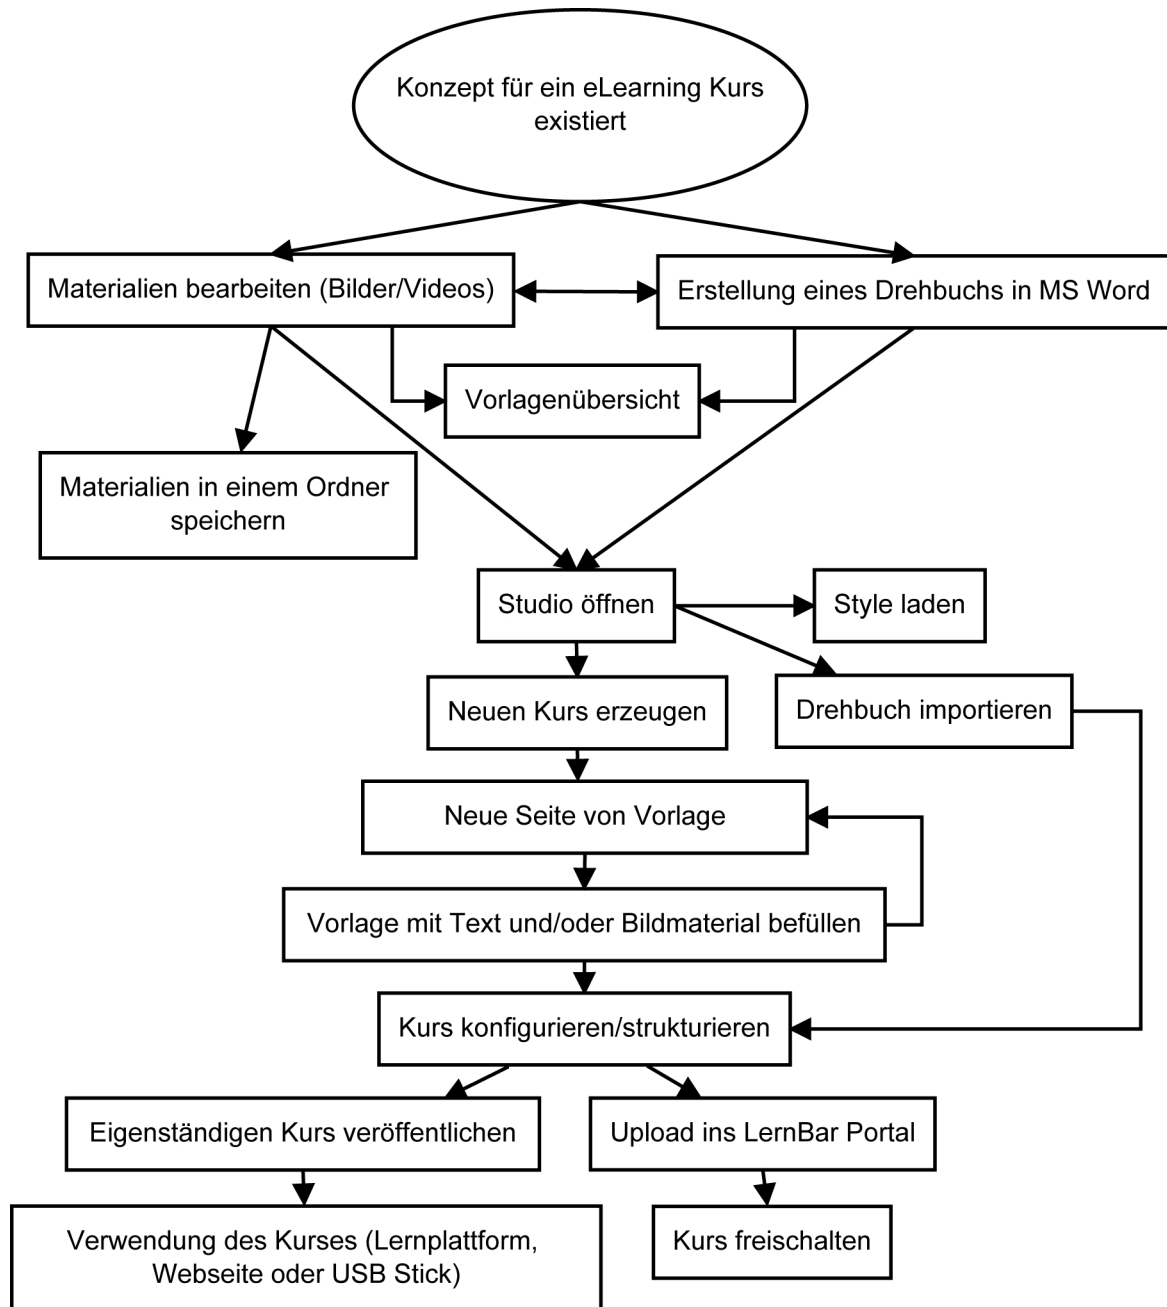 Konzept für ein eLearning Kurs
existiert
Materialien bearbeiten (Bilder/Videos)
Erstellung eines Drehbuchs in MS Word
Vorlagenübersicht
Materialien in einem Ordner
speichern
Studio öffnen
Style laden
Neuen Kurs erzeugen
Drehbuch importieren
Neue Seite von Vorlage
Vorlage mit Text und/oder Bildmaterial befüllen
Kurs konfigurieren/strukturieren
Eigenständigen Kurs veröffentlichen
Upload ins LernBar Portal
Verwendung des Kurses (Lernplattform,
Webseite oder USB Stick)
Kurs freischalten